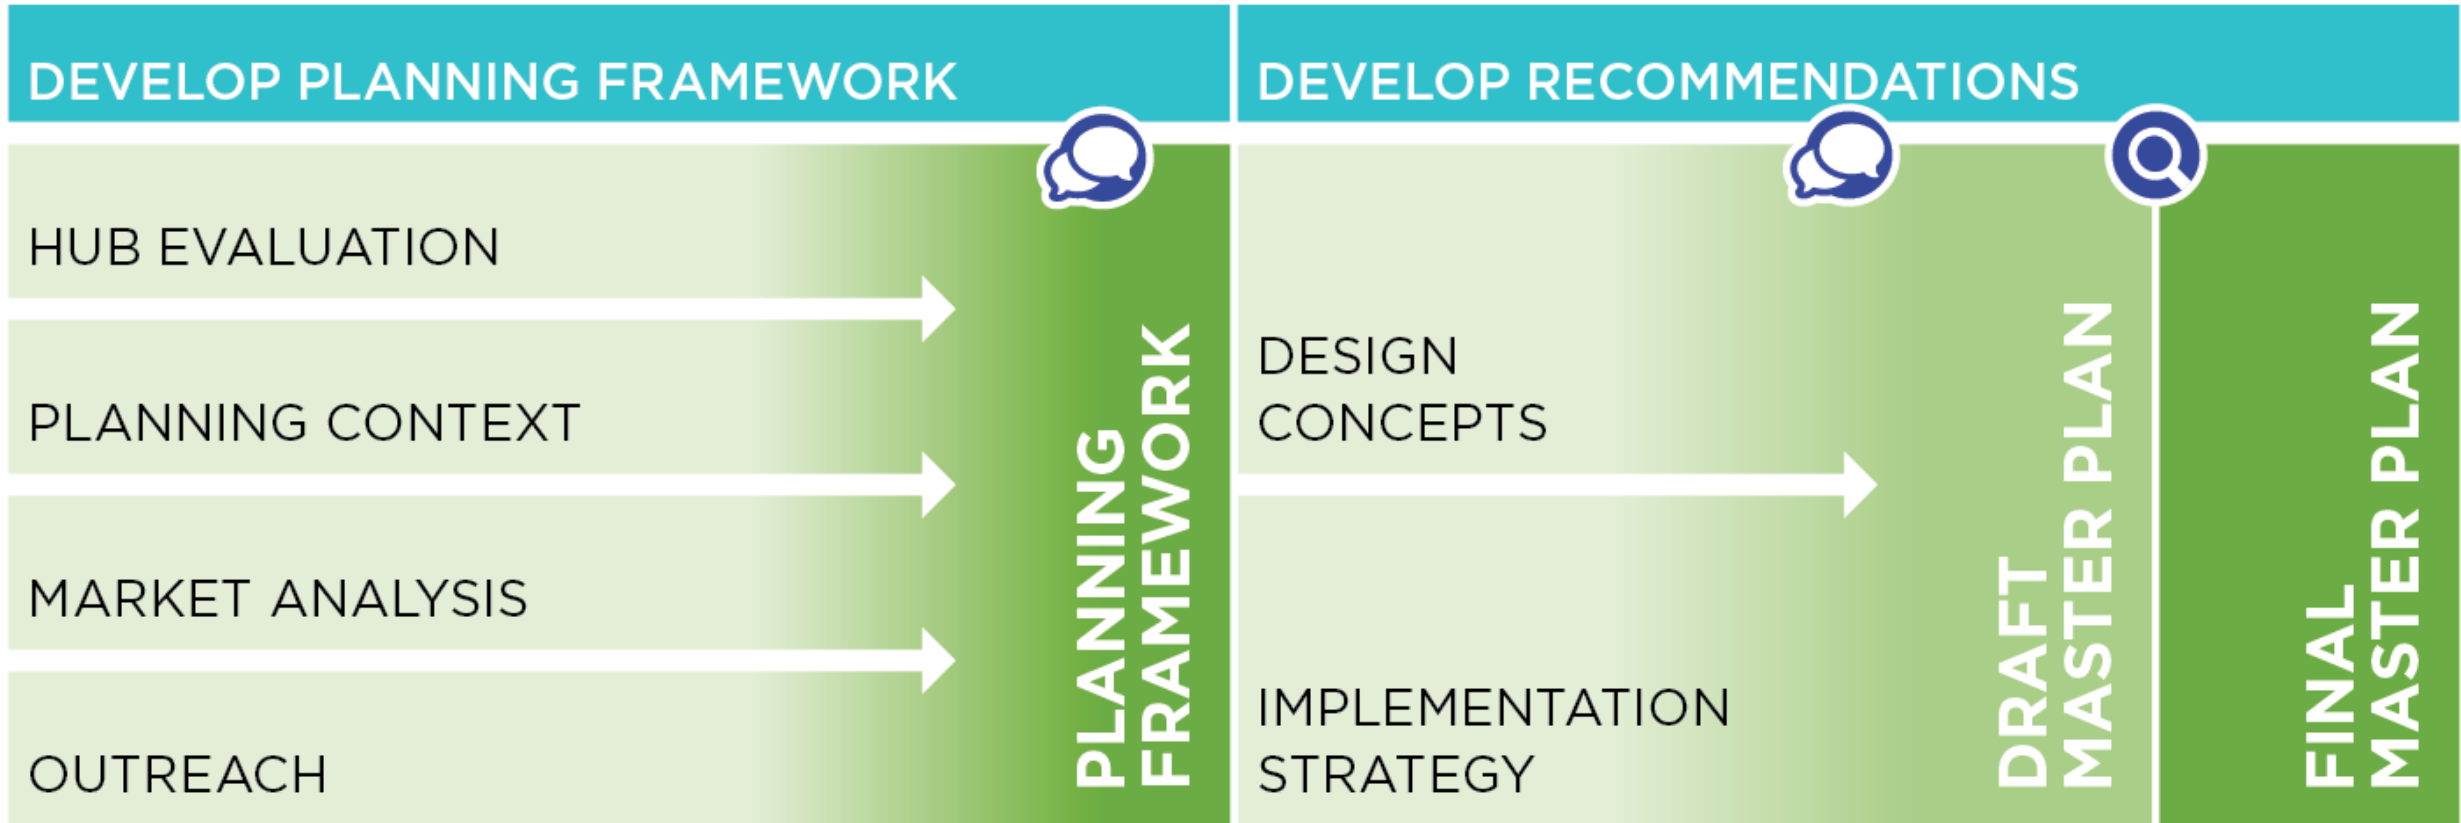 DEVELOP PLANNING FRAMEWORK
HUB EVALUATION
PLANNING CONTEXT
MARKET ANALYSIS
OUTREACH
PLANNING
FRAMEWORK
DEVELOP RECOMMENDATIONS
DESIGN
CONCEPTS
IMPLEMENTATION
STRATEGY
DRAFT
MASTER PLAN
FINAL
MASTER PLAN